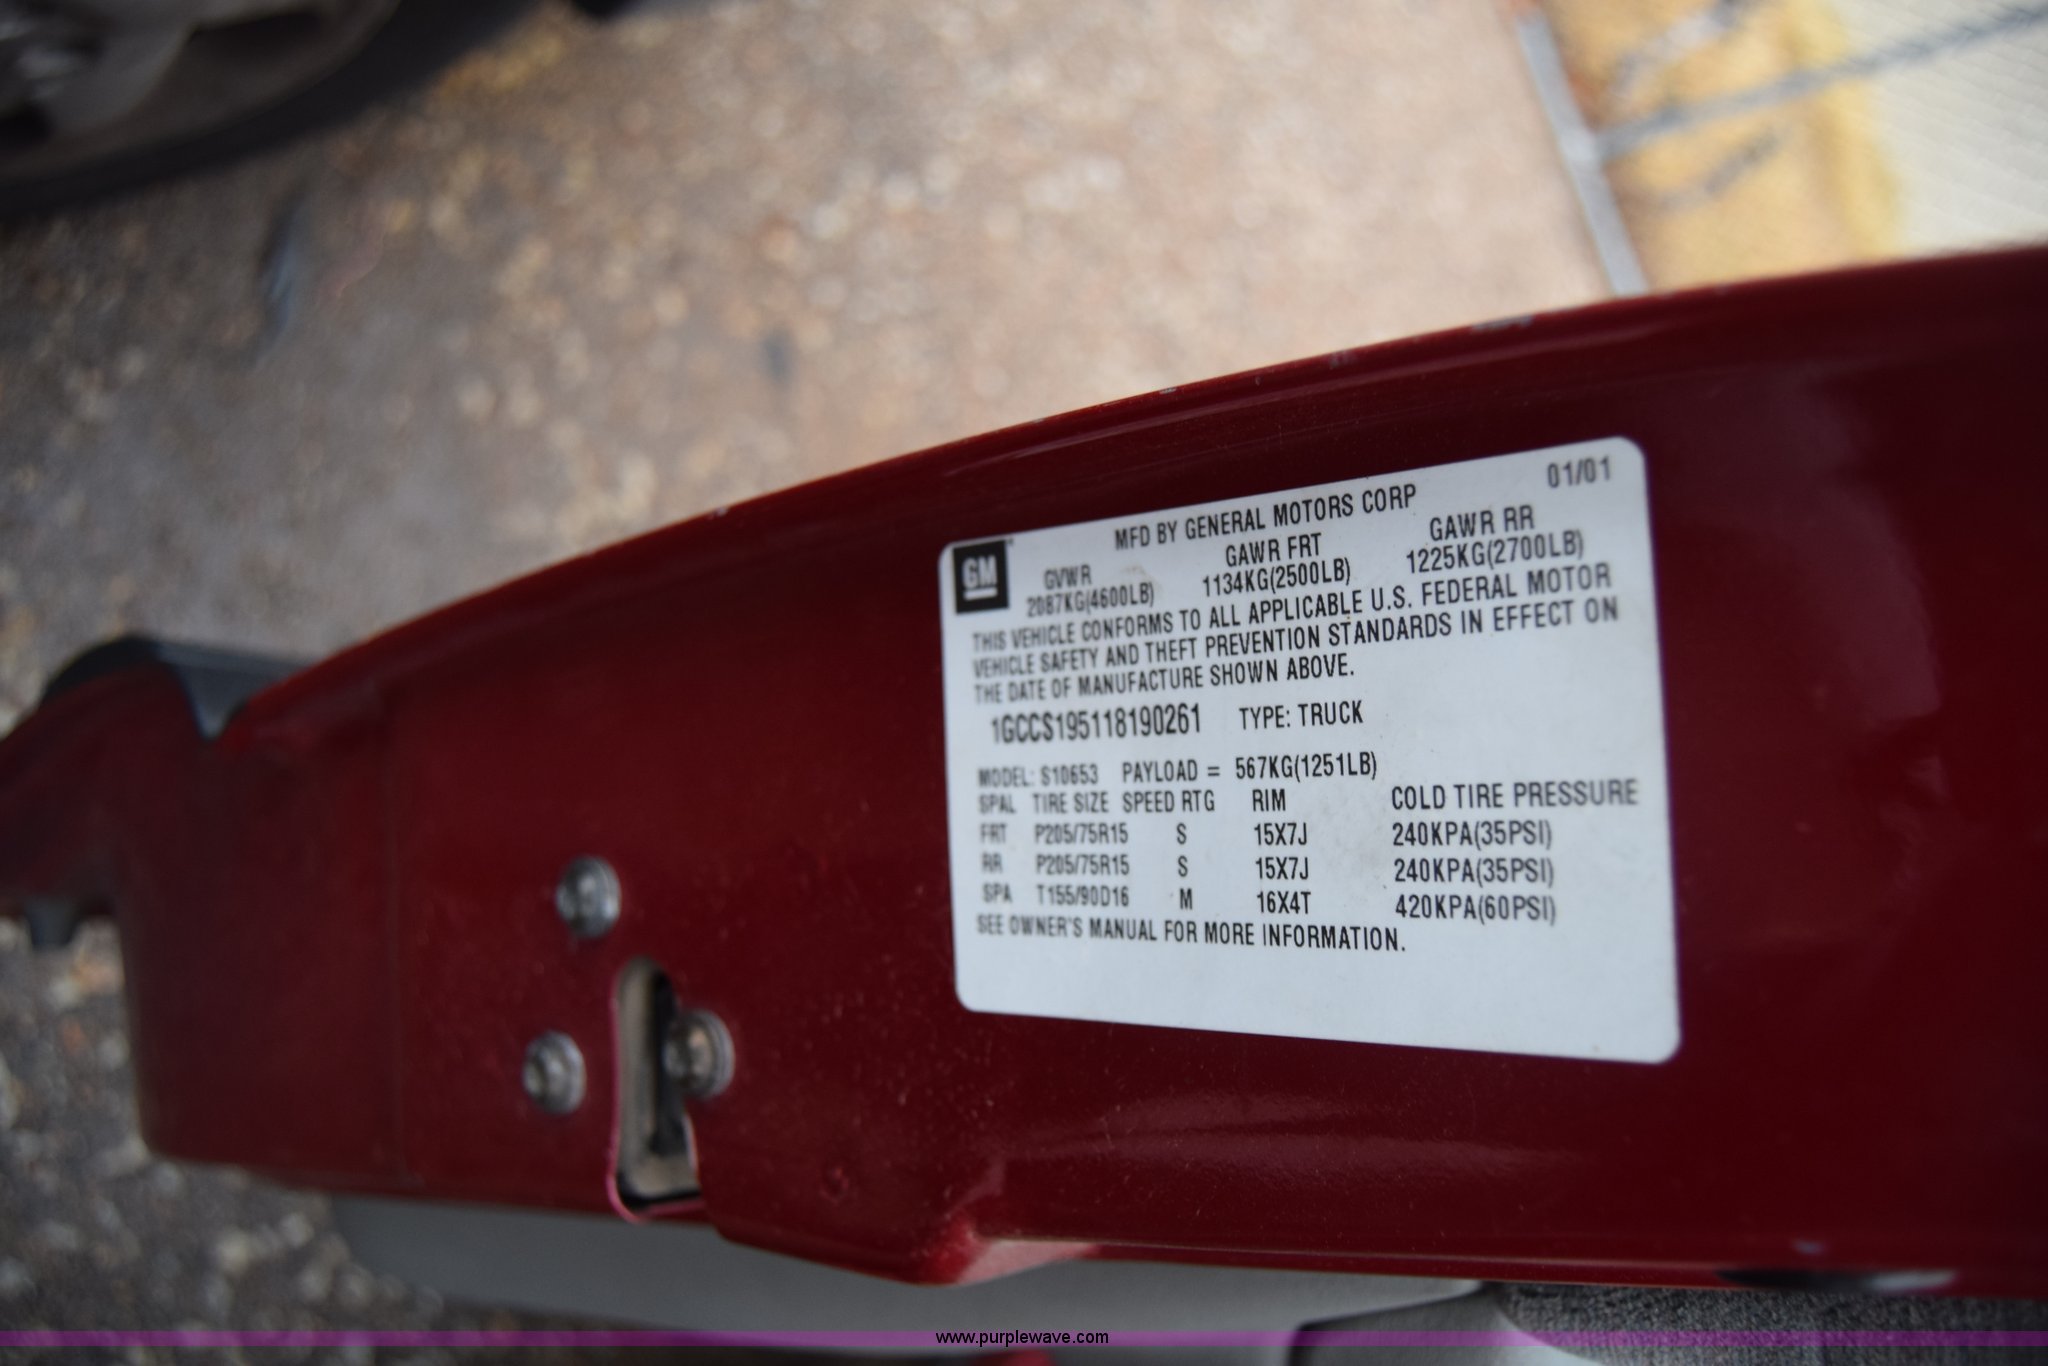 MFD BY GENERAL MOTORS CORP 01/01
GM
GVWR GAWR FRT GAWR RR
2087KG(4600LB) 1134KG(2500LB) 1225KG(2700LB)
THIS VEHICLE CONFORMS TO ALL APPLICABLE U.S. FEDERAL MOTOR
VEHICLE SAFETY AND THEFT PREVENTION STANDARDS IN EFFECT ON
THE DATE OF MANUFACTURE SHOWN ABOVE.
1GCCS195118190261 TYPE: TRUCK
MODEL: S10653 PAYLOAD = 567KG(1251LB)
SPAL TIRE SIZE SPEED RTG RIM COLD TIRE PRESSURE
FRT P205/75R15 S 15X7J 240KPA(35PSI)
RR P205/75R15 S 15X7J 240KPA(35PSI)
SPA T155/90D16 M 16X4T 420KPA(60PSI)
SEE OWNER'S MANUAL FOR MORE INFORMATION.
www.purplewave.com